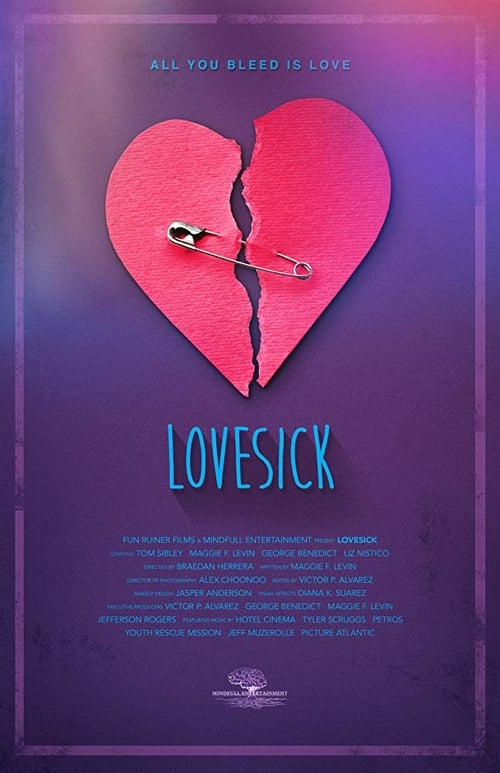 ALL YOU BLEED IS LOVE
LOVESICK
FUN RUINER FILMS & MINDFULL ENTERTAINMENT PRESENT LOVESICK
STARRING TOM SIBLEY MAGGIE F. LEVIN GEORGE BENEDICT LIZ NISTICO
DIRECTED BY BRAEDAN HERRERA WRITTEN BY MAGGIE F. LEVIN
DIRECTOR OF PHOTOGRAPHY ALEX CHOONOO EDITED BY VICTOR P. ALVAREZ
MAKEUP DESIGN JASPER ANDERSON VISUAL EFFECTS DIANA K. SUAREZ
EXECUTIVE PRODUCERS VICTOR P. ALVAREZ GEORGE BENEDICT MAGGIE F. LEVIN
JEFFERSON ROGERS FEATURING MUSIC BY HOTEL CINEMA TYLER SCRUGGS PETROS
YOUTH RESCUE MISSION JEFF MUZEROLLE PICTURE ATLANTIC
MINDFULL ENTERTAINMENT